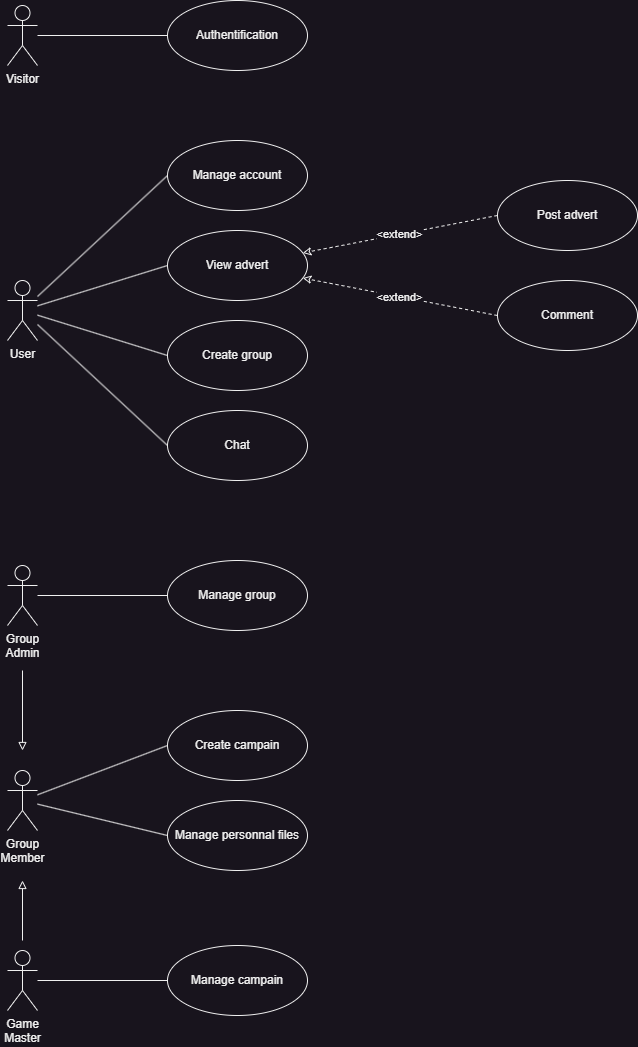 Authentification
Visitor
Manage account
Post advert
<extend>
View advert
<extend>
Comment
User
Create group
Chat
Manage group
Group
Admin
Create campain
Manage personnal files
Group
Member
Manage campain
Game
Master